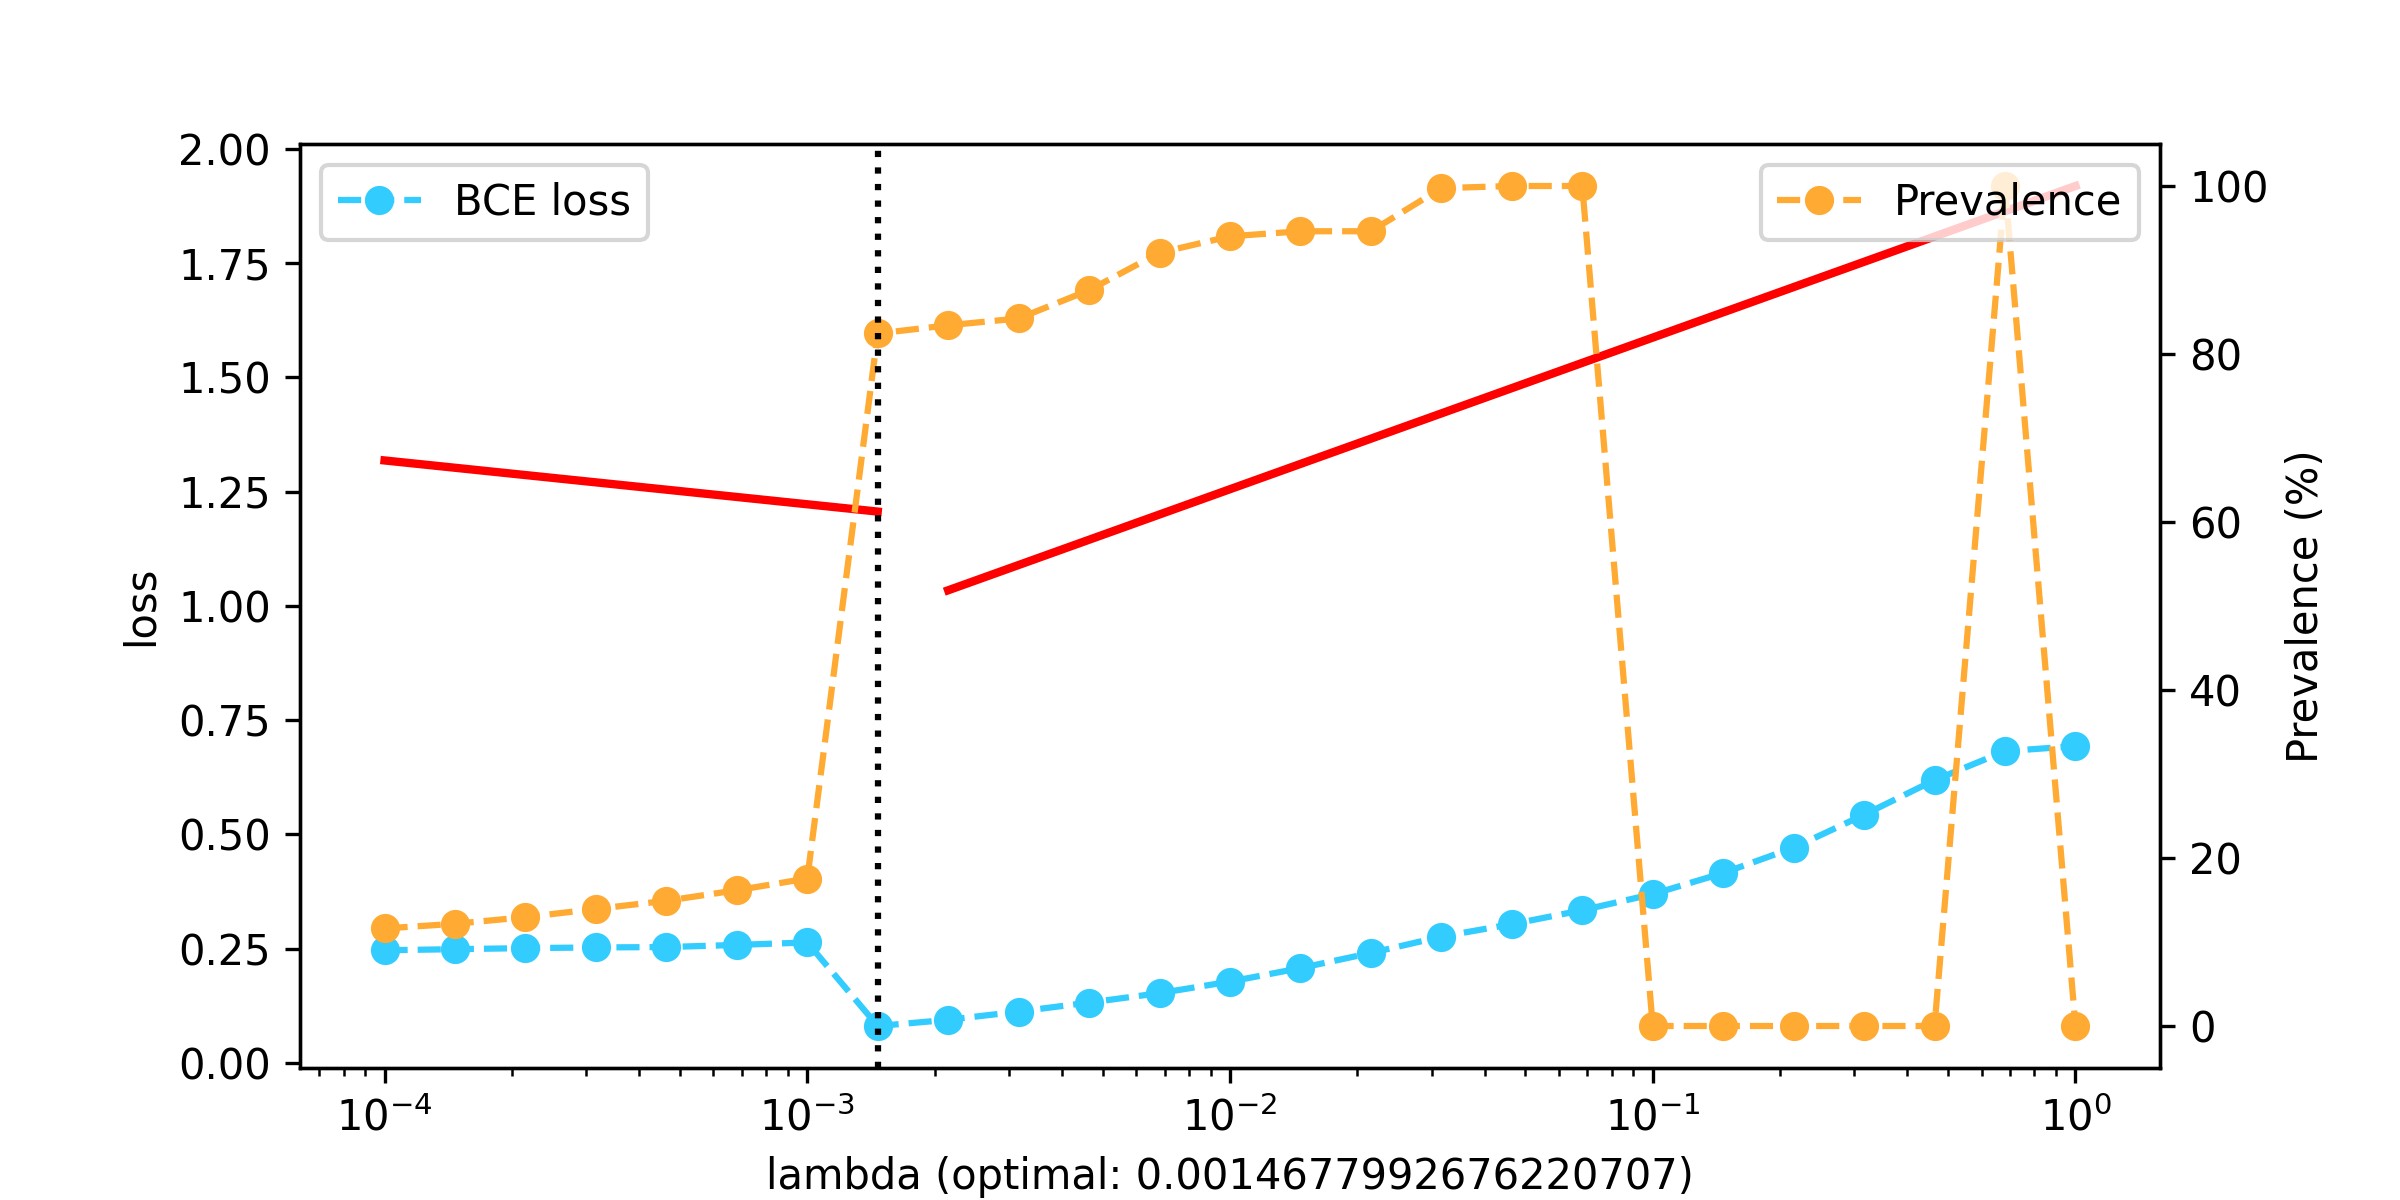 BCE loss
Prevalence
2.00
1.75
1.50
1.25
1.00
0.75
0.50
0.25
0.00
loss
100
80
60
40
20
0
Prevalence (%)
10⁻⁴ 10⁻³ 10⁻² 10⁻¹ 10⁰
lambda (optimal: 0.0014677992676220707)